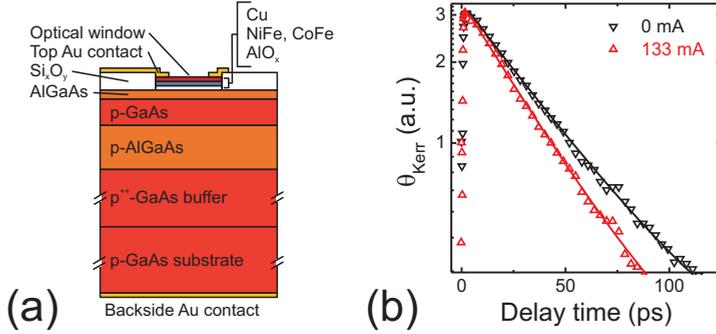 Cu
NiFe, CoFe
AlOx
Optical window
Top Au contact
SixOy
AlGaAs
p-GaAs
p-AlGaAs
p++-GaAs buffer
p-GaAs substrate
Backside Au contact
(a)
3
2
1
θKerr (a.u.)
0 mA
133 mA
0
50
100
Delay time (ps)
(b)